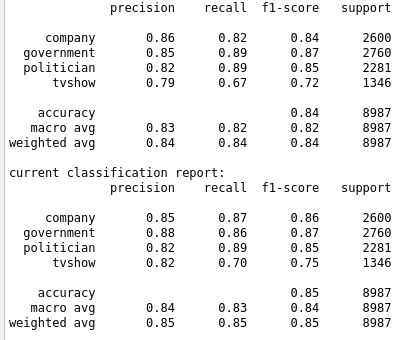 precision recall f1-score support
company 0.86 0.82 0.84 2600
government 0.85 0.89 0.87 2760
politician 0.82 0.89 0.85 2281
tvshow 0.79 0.67 0.72 1346
accuracy 0.84 8987
macro avg 0.83 0.82 0.82 8987
weighted avg 0.84 0.84 0.84 8987
current classification report:
precision recall f1-score support
company 0.85 0.87 0.86 2600
government 0.88 0.86 0.87 2760
politician 0.82 0.89 0.85 2281
tvshow 0.82 0.70 0.75 1346
accuracy 0.85 8987
macro avg 0.84 0.83 0.84 8987
weighted avg 0.85 0.85 0.85 8987